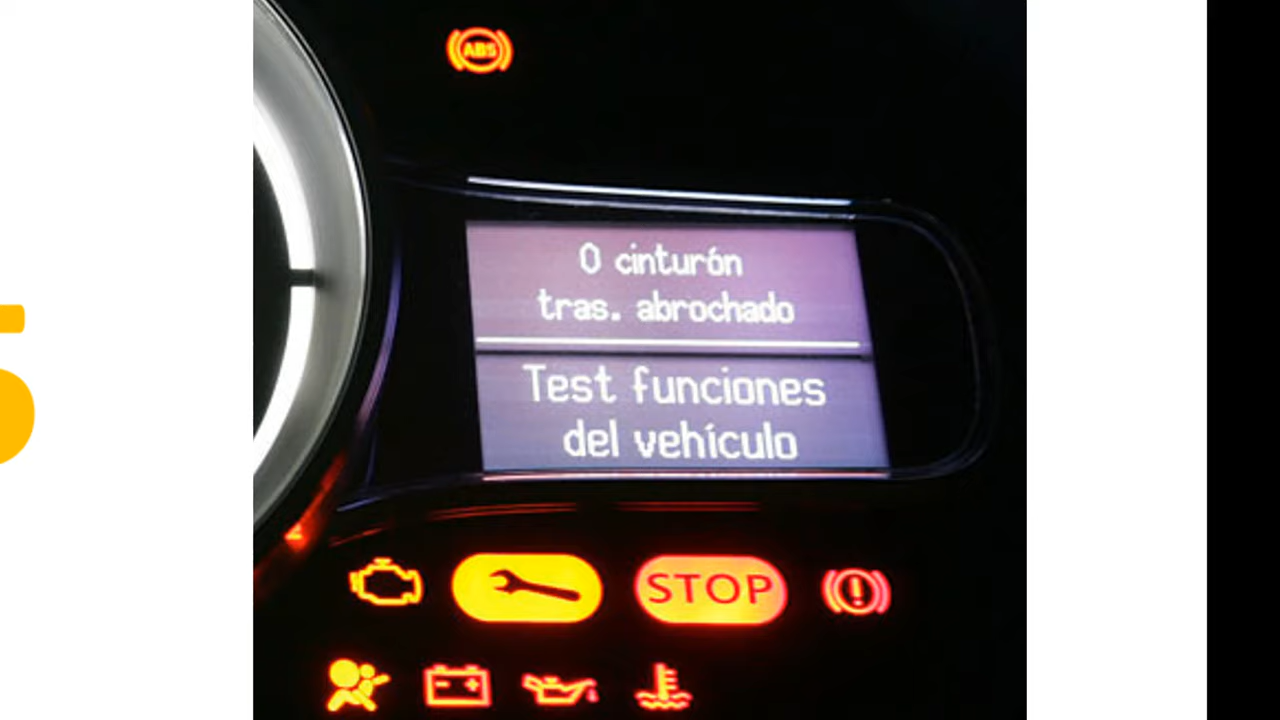 ABS
0 cinturón
tras. abrochado
Test funciones
del vehículo
STOP